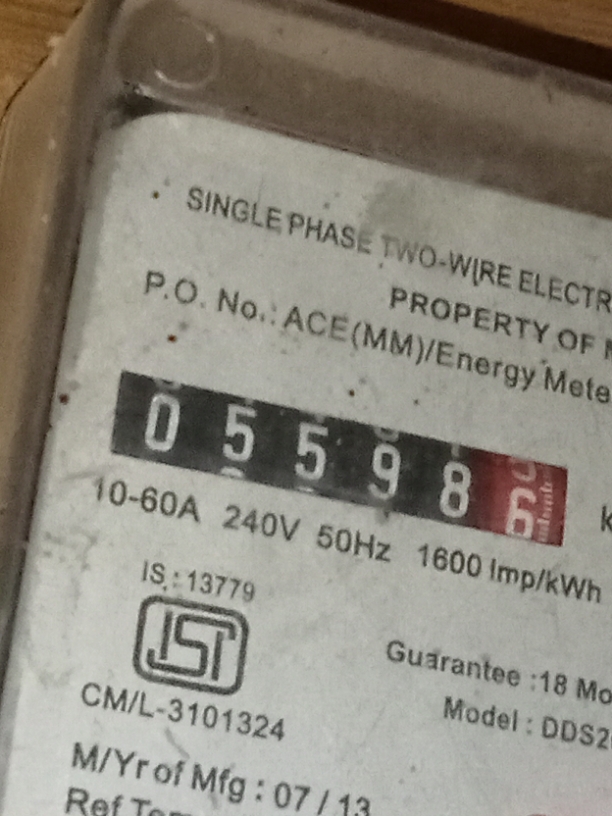 SINGLE PHASE TWO-WIRE ELECTR
PROPERTY OF
P.O. No.: ACE(MM)/Energy Mete
0 5 5 9 8 6
10-60A 240V 50Hz 1600 Imp/kWh
IS : 13779
ISI
CM/L-3101324
Guarantee :18 Mo
Model : DDS2
M/Yr of Mfg : 07 / 13
Ref Tem